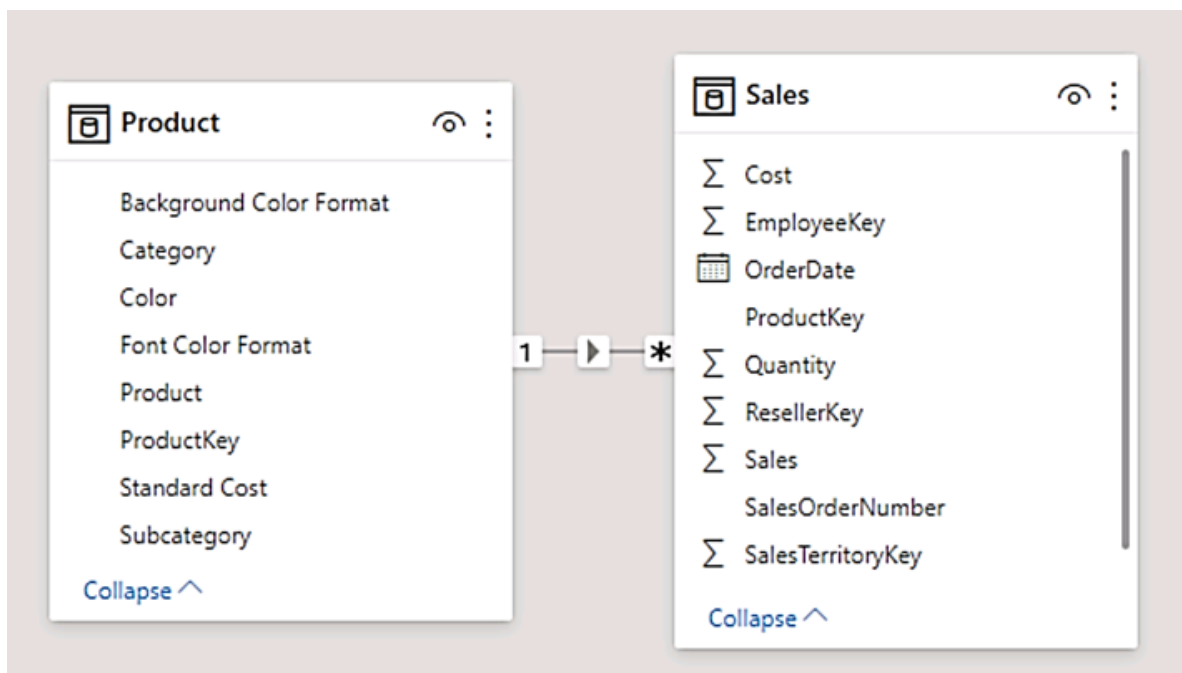 Product
Background Color Format
Category
Color
Font Color Format
Product
ProductKey
Standard Cost
Subcategory
Collapse
1
*
Sales
Cost
EmployeeKey
OrderDate
ProductKey
Quantity
ResellerKey
Sales
SalesOrderNumber
SalesTerritoryKey
Collapse